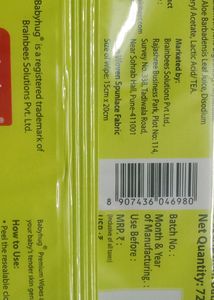 Aloe Barbadensis Leaf Juice, Disodium
Acetate, Lactic Acid/ TEA.
Marketed by:
Brainbees Solutions Pvt. Ltd.
Rajashree Business Park, Plot No: 114,
Survey No. 338, Tadiwala Road,
Near Sohrab Hall, Pune-411001
Spunlace Fabric
Size of wipe: 15cm x 20cm
Babyhug® is a registered trademark of
Brainbees Solutions Pvt. Ltd.
Net Quantity: 72
8 907436 046980
Batch No. :
Month & Year
of Manufacturing :
Use Before :
MRP ₹ :
(Inclusive of all taxes)
Babyhug® Premium Wipes
your baby's tender skin
How to Use:
• Peel the resealable